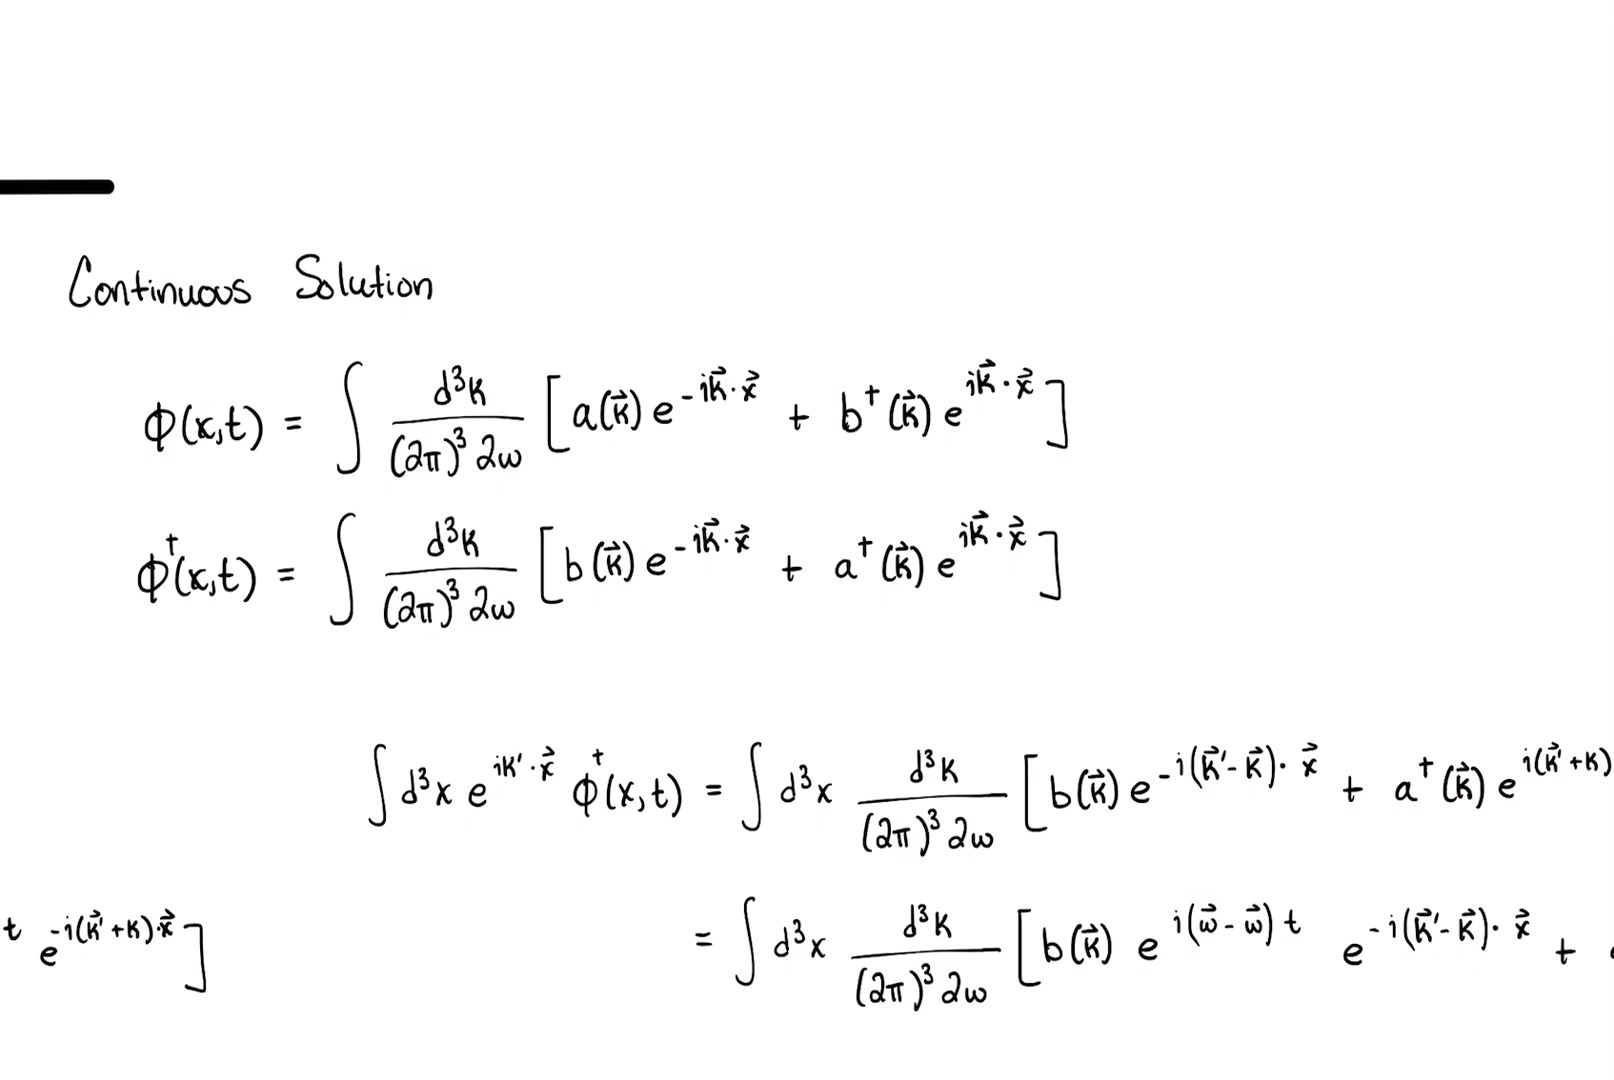 Continuous Solution
ϕ(x,t) = ∫ d³k / (2π)³ 2ω [ a(k⃗) e^{-ik⃗·x⃗} + b†(k⃗) e^{ik⃗·x⃗} ]
ϕ†(x,t) = ∫ d³k / (2π)³ 2ω [ b(k⃗) e^{-ik⃗·x⃗} + a†(k⃗) e^{ik⃗·x⃗} ]
∫ d³x e^{ik'·x⃗} ϕ†(x,t) = ∫ d³x d³k / (2π)³ 2ω [ b(k⃗) e^{-i(k⃗'-k⃗)·x⃗} + a†(k⃗) e^{i(k⃗'+k)}
t e^{-i(k⃗'+k)·x⃗} ]
= ∫ d³x d³k / (2π)³ 2ω [ b(k⃗) e^{i(ω⃗-ω⃗)t} e^{-i(k⃗'-k⃗)·x⃗} +